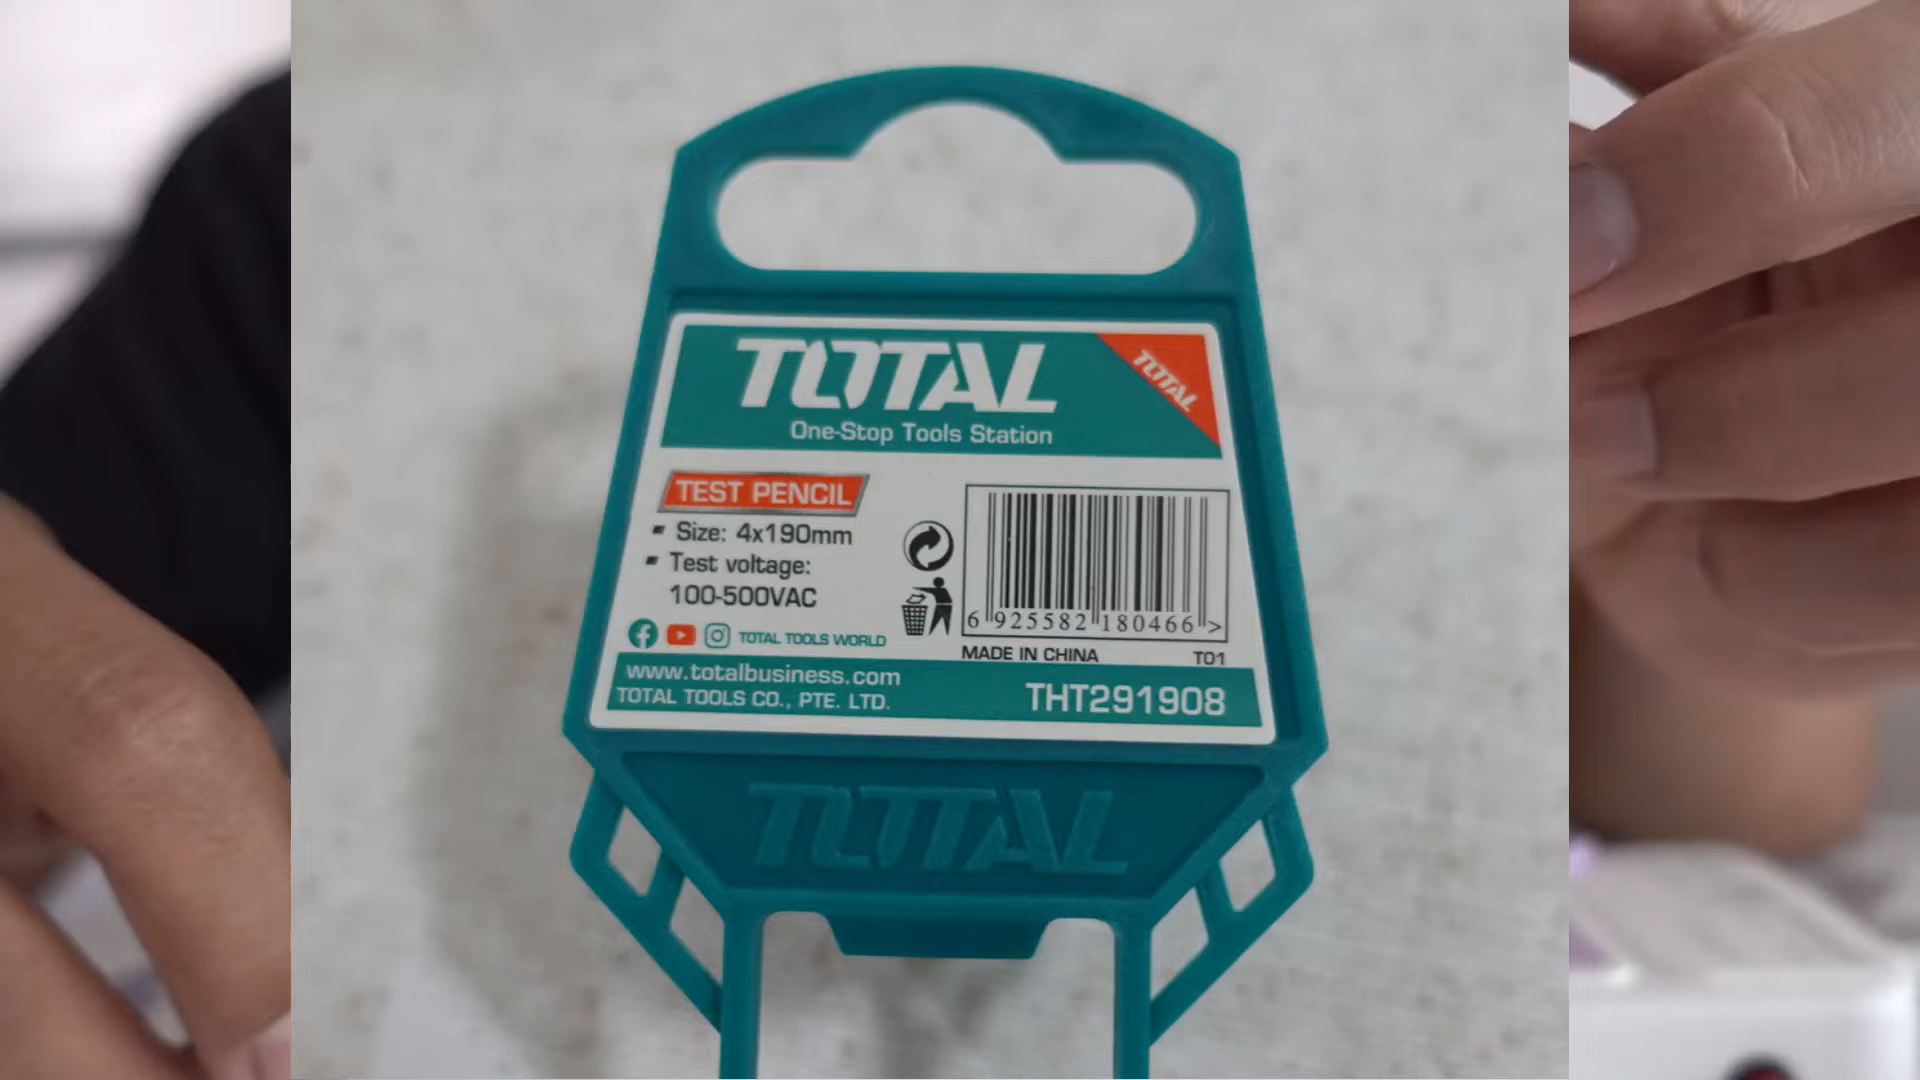 TOTAL
TOTAL
One-Stop Tools Station
TEST PENCIL
Size: 4x190mm
Test voltage:
100-500VAC
6 925582 180466 >
TOTAL TOOLS WORLD
MADE IN CHINA T01
www.totalbusiness.com
TOTAL TOOLS CO., PTE. LTD.
THT291908
TOTAL